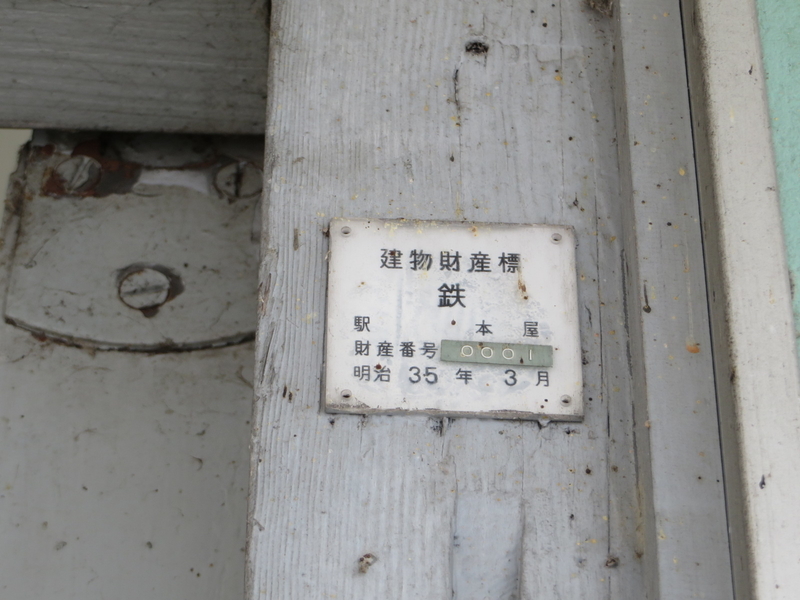 建物財産標
鉄
駅 本 屋
財産番号 0001
明治 35 年 3 月